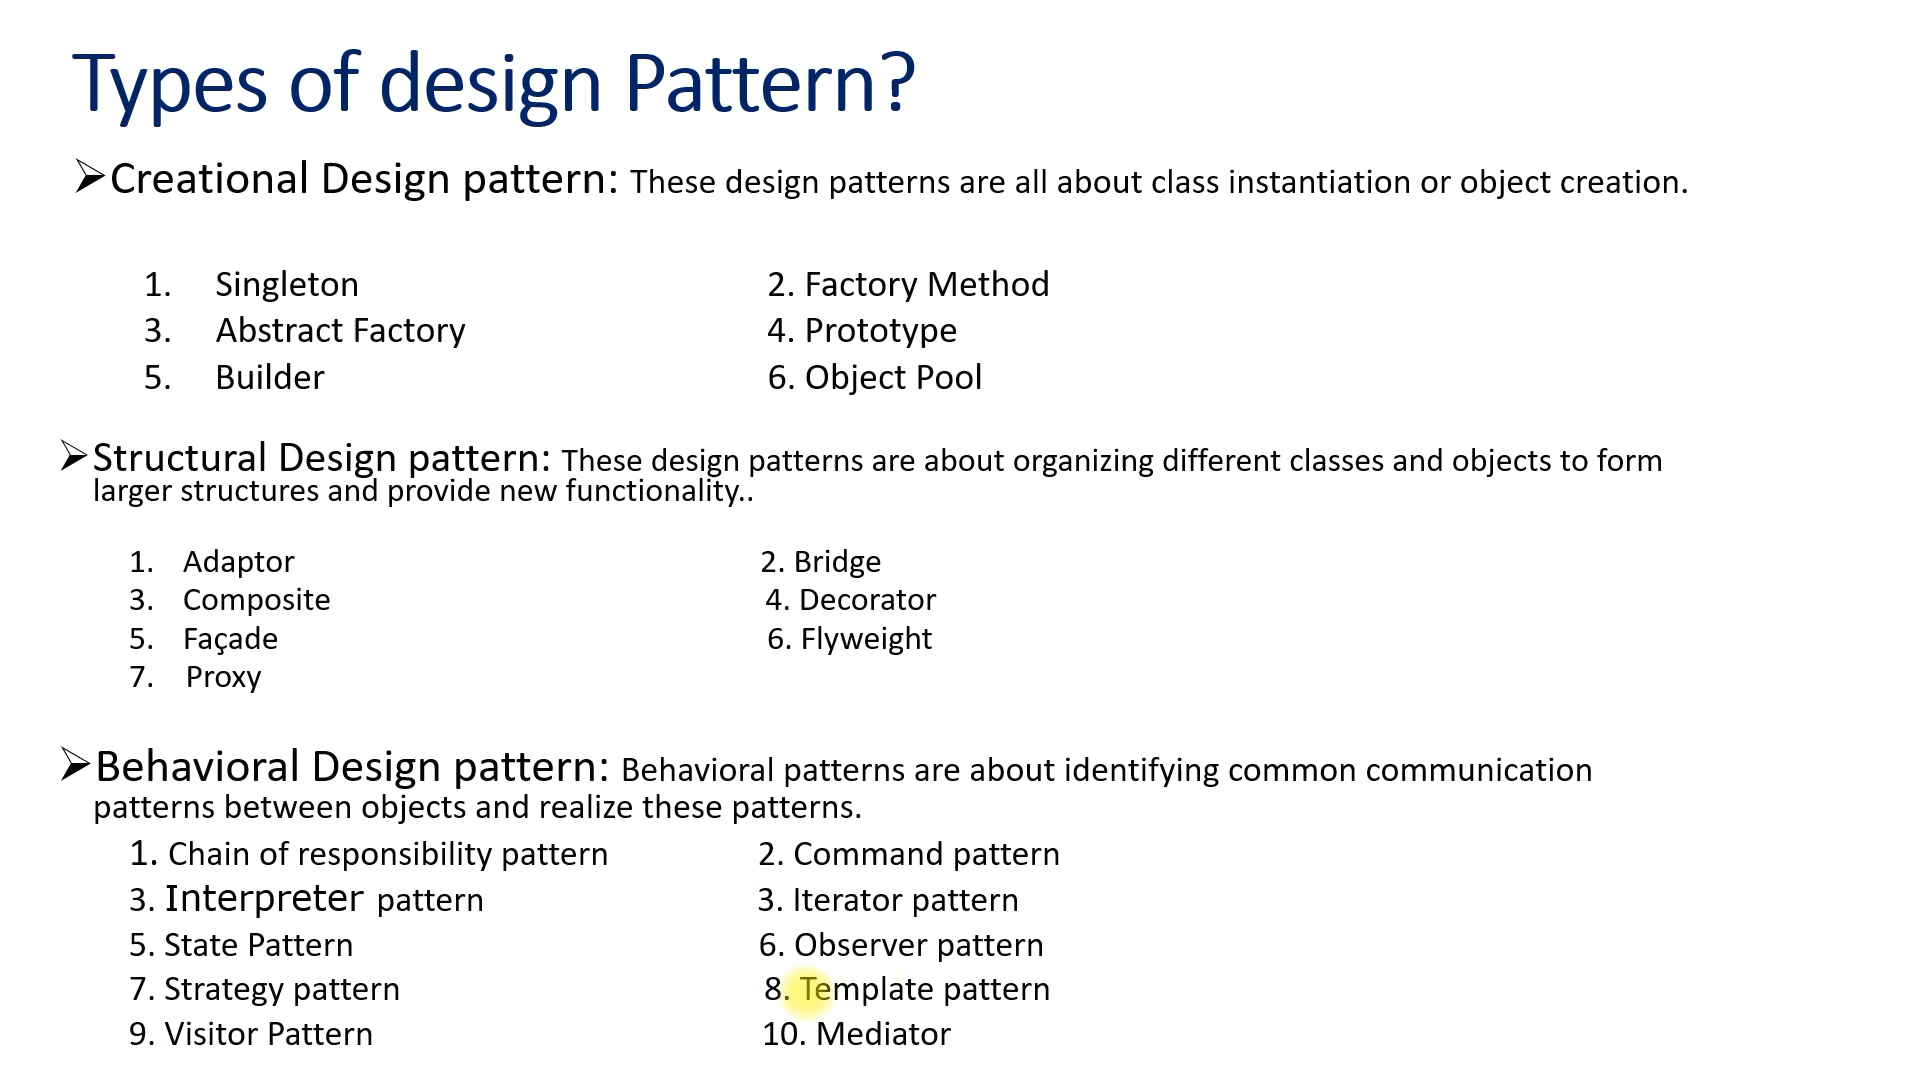 Types of design Pattern?
➢Creational Design pattern: These design patterns are all about class instantiation or object creation.
1. Singleton 2. Factory Method
3. Abstract Factory 4. Prototype
5. Builder 6. Object Pool
➢Structural Design pattern: These design patterns are about organizing different classes and objects to form
larger structures and provide new functionality..
1. Adaptor 2. Bridge
3. Composite 4. Decorator
5. Façade 6. Flyweight
7. Proxy
➢Behavioral Design pattern: Behavioral patterns are about identifying common communication
patterns between objects and realize these patterns.
1. Chain of responsibility pattern 2. Command pattern
3. Interpreter pattern 3. Iterator pattern
5. State Pattern 6. Observer pattern
7. Strategy pattern 8. Template pattern
9. Visitor Pattern 10. Mediator